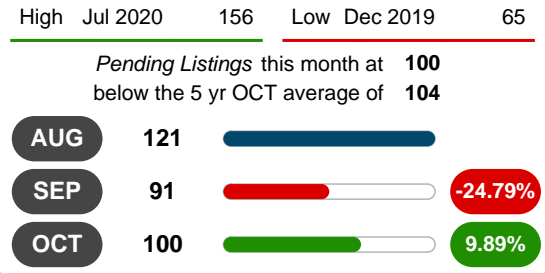 High Jul 2020 156 Low Dec 2019 65
Pending Listings this month at 100
below the 5 yr OCT average of 104
AUG 121
SEP 91 -24.79%
OCT 100 9.89%